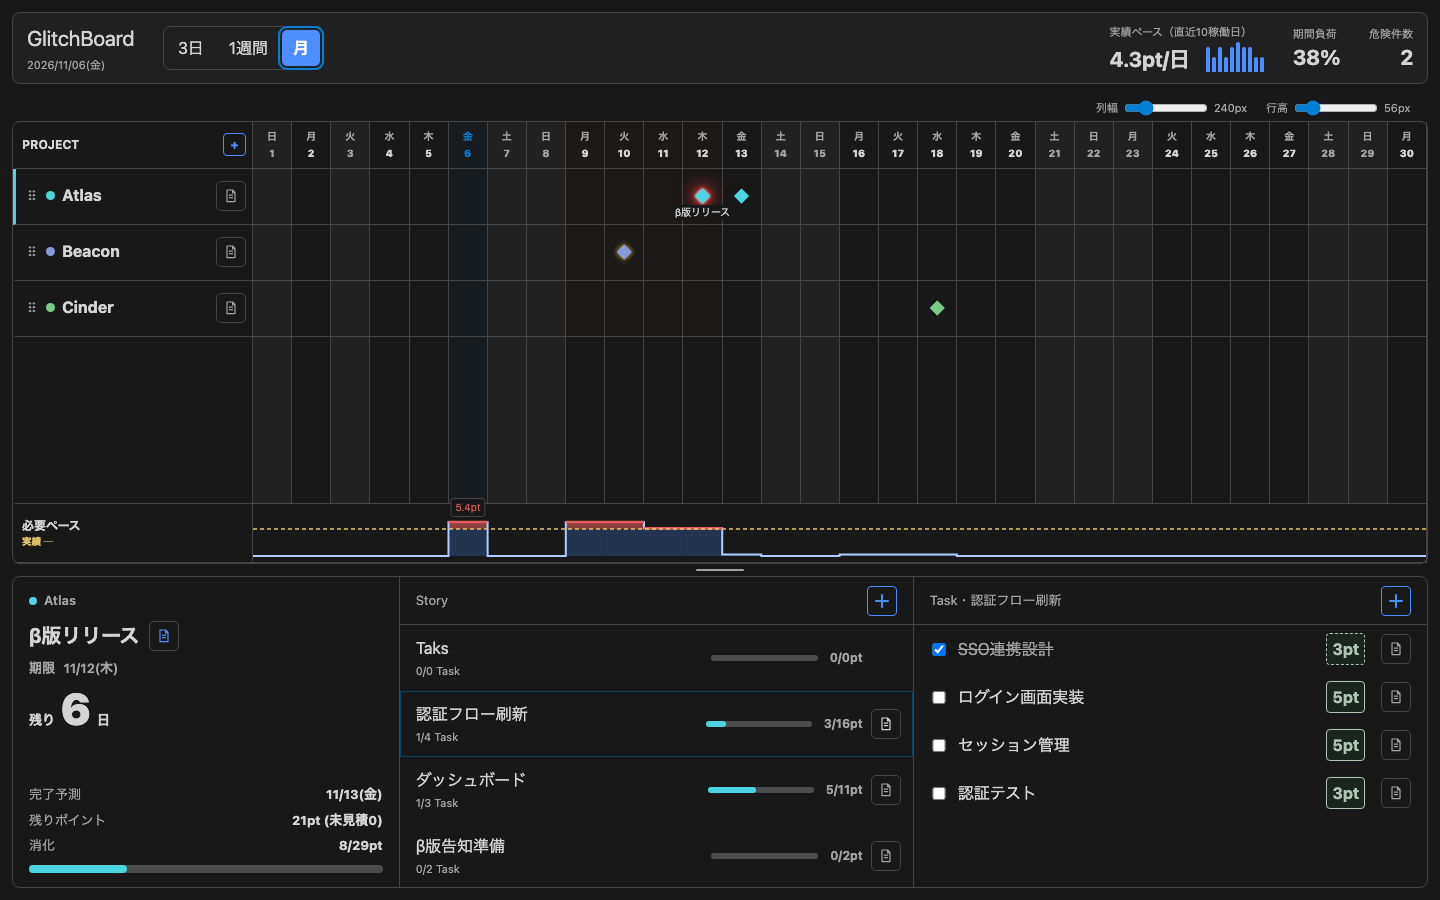 GlitchBoard
2026/11/06(金)
3日 1週間 月
実績ペース（直近10稼働日）
4.3pt/日
期間負荷
38%
危険件数
2
列幅 240px 行高 56px
PROJECT +
日 月 火 水 木 金 土 日 月 火 水 木 金 土 日 月 火 水 木 金 土 日 月 火 水 木 金 土 日 月
1 2 3 4 5 6 7 8 9 10 11 12 13 14 15 16 17 18 19 20 21 22 23 24 25 26 27 28 29 30
Atlas
β版リリース
Beacon
Cinder
5.4pt
必要ペース
実績
Atlas
β版リリース
期限 11/12(木)
残り 6 日
完了予測 11/13(金)
残りポイント 21pt (未見積0)
消化 8/29pt
Story +
Taks
0/0 Task
0/0pt
認証フロー刷新
1/4 Task
3/16pt
ダッシュボード
1/3 Task
5/11pt
β版告知準備
0/2 Task
0/2pt
Task・認証フロー刷新 +
SSO連携設計 3pt
ログイン画面実装 5pt
セッション管理 5pt
認証テスト 3pt